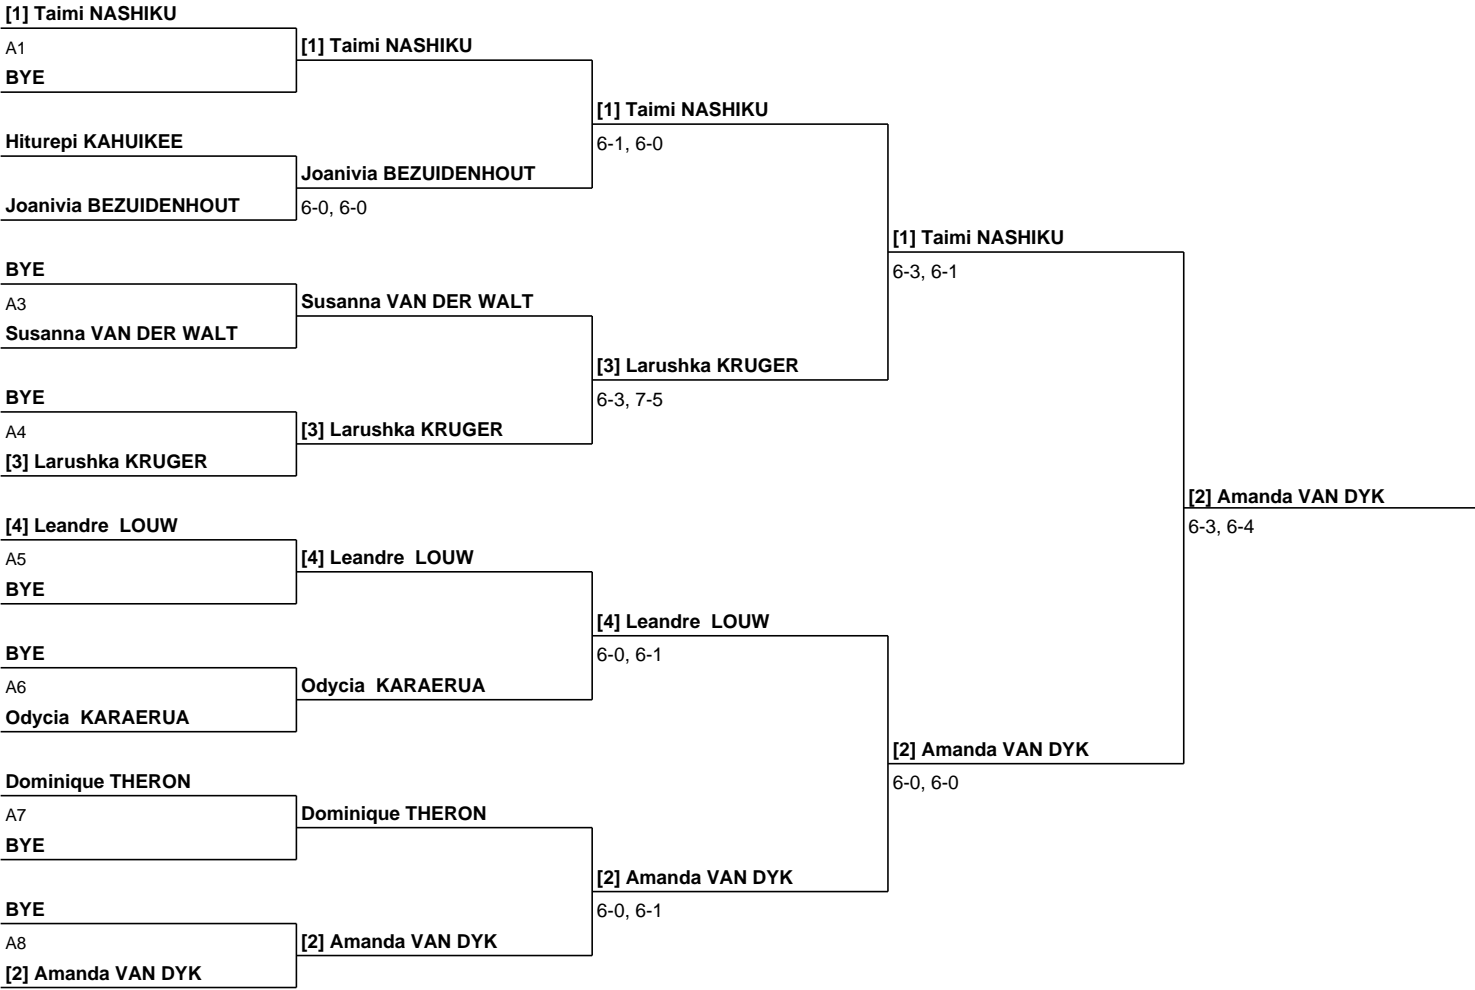 [1] Taimi NASHIKU
A1
BYE
Hiturepi KAHUIKEE
Joanivia BEZUIDENHOUT
BYE
A3
Susanna VAN DER WALT
BYE
A4
[3] Larushka KRUGER
[4] Leandre LOUW
A5
BYE
BYE
A6
Odycia KARAERUA
Dominique THERON
A7
BYE
BYE
A8
[2] Amanda VAN DYK
[1] Taimi NASHIKU
Joanivia BEZUIDENHOUT
6-0, 6-0
Susanna VAN DER WALT
[3] Larushka KRUGER
[4] Leandre LOUW
Odycia KARAERUA
Dominique THERON
[2] Amanda VAN DYK
[1] Taimi NASHIKU
6-1, 6-0
[3] Larushka KRUGER
6-3, 7-5
[4] Leandre LOUW
6-0, 6-1
[2] Amanda VAN DYK
6-0, 6-1
[1] Taimi NASHIKU
6-3, 6-1
[2] Amanda VAN DYK
6-0, 6-0
[2] Amanda VAN DYK
6-3, 6-4